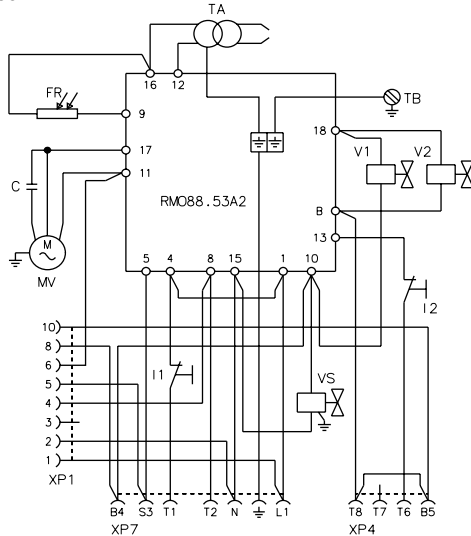 TA
16 12
FR
9
TB
18
17
V1 V2
C
11
RMO88.53A2
M
B
MV
13
5 4 8 15 1 10
I2
10
8
I1
6
VS
5
4
3
2
1
XP1
B4 S3 T1 T2 N L1
T8 T7 T6 B5
XP7
XP4